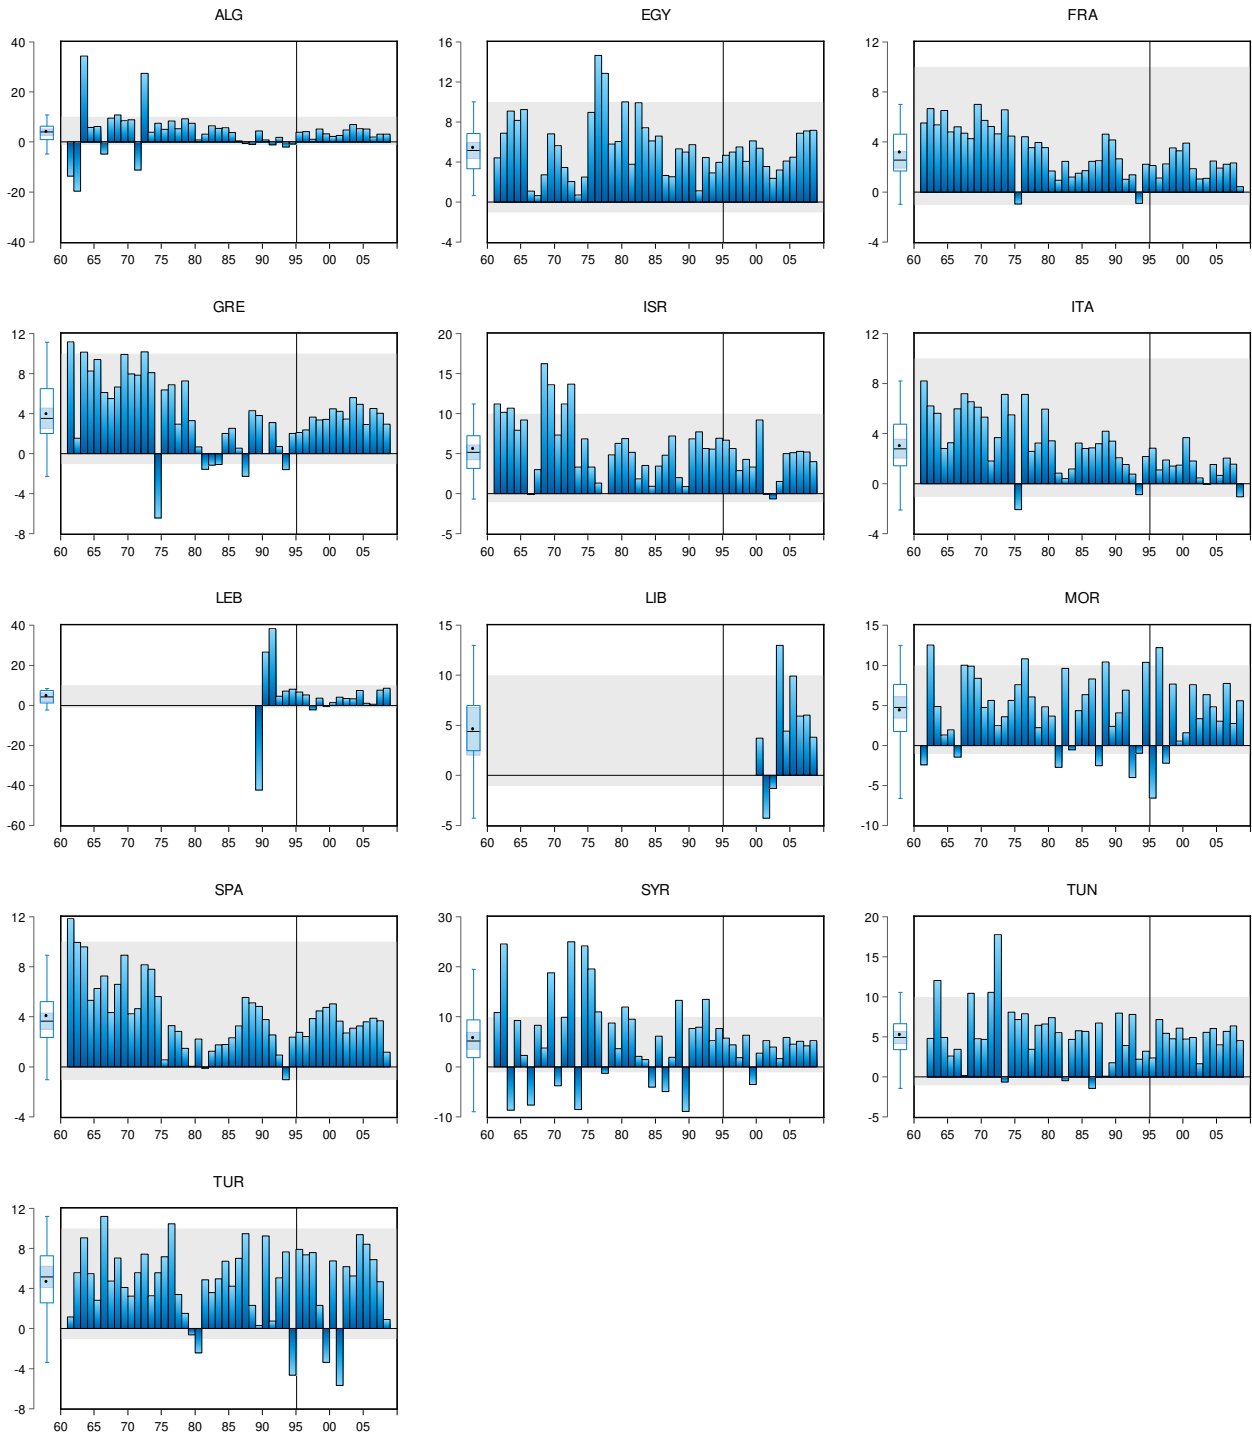 ALG EGY FRA
40 16 12
20 12 8
0 8 4
-20 4 0
-40 0 -4
-4
60 65 70 75 80 85 90 95 00 05 60 65 70 75 80 85 90 95 00 05 60 65 70 75 80 85 90 95 00 05
GRE ISR ITA
12 20 12
8 15 8
4 10 4
0 5 0
-4 0 -4
-8 -5
60 65 70 75 80 85 90 95 00 05 60 65 70 75 80 85 90 95 00 05 60 65 70 75 80 85 90 95 00 05
LEB LIB MOR
40 15 15
20 10 10
0 5 5
-20 0 0
-40 -5 -5
-60 -10
60 65 70 75 80 85 90 95 00 05 60 65 70 75 80 85 90 95 00 05 60 65 70 75 80 85 90 95 00 05
SPA SYR TUN
12 30 20
8 20 15
4 10 10
0 0 5
-4 -10 0
-5
60 65 70 75 80 85 90 95 00 05 60 65 70 75 80 85 90 95 00 05 60 65 70 75 80 85 90 95 00 05
TUR
12
8
4
0
-4
-8
60 65 70 75 80 85 90 95 00 05